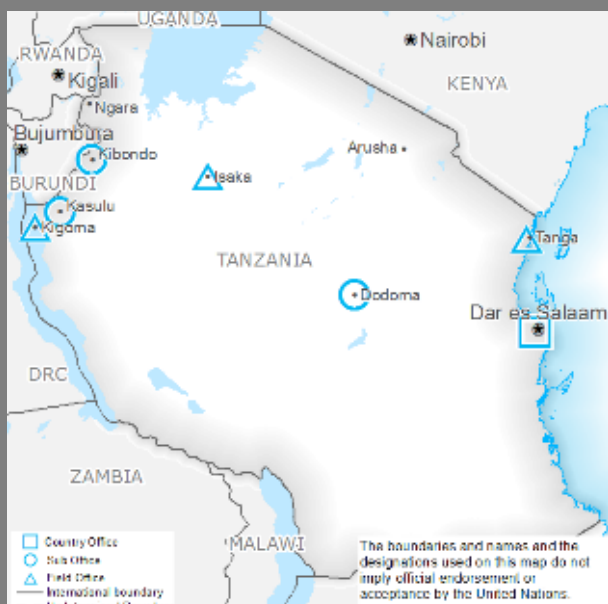 UGANDA
Nairobi
RWANDA
Kigali
KENYA
Ngara
Bujumbura
Arusha
Kibondo
Isaka
BURUNDI
Kasulu
Kigoma
Tanga
TANZANIA
Dodoma
Dar es Salaam
DRC
ZAMBIA
MALAWI
Country Office
Sub Office
Field Office
International boundary
The boundaries and names and the
designations used on this map do not
imply official endorsement or
acceptance by the United Nations.